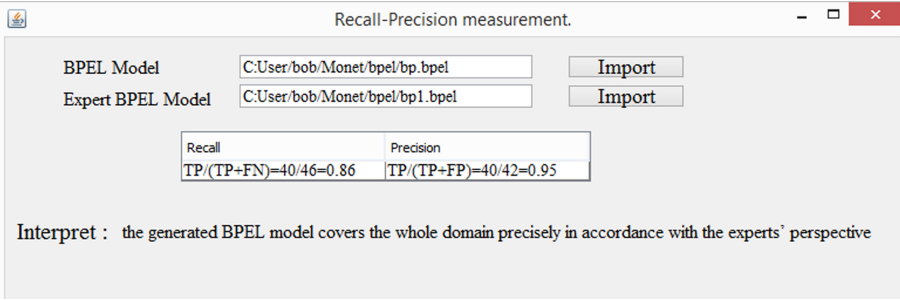 Recall-Precision measurement.
BPEL Model C:User/bob/Monet/bpel/bp.bpel Import
Expert BPEL Model C:User/bob/Monet/bpel/bp1.bpel Import
Recall Precision
TP/(TP+FN)=40/46=0.86 TP/(TP+FP)=40/42=0.95
Interpret : the generated BPEL model covers the whole domain precisely in accordance with the experts’ perspective